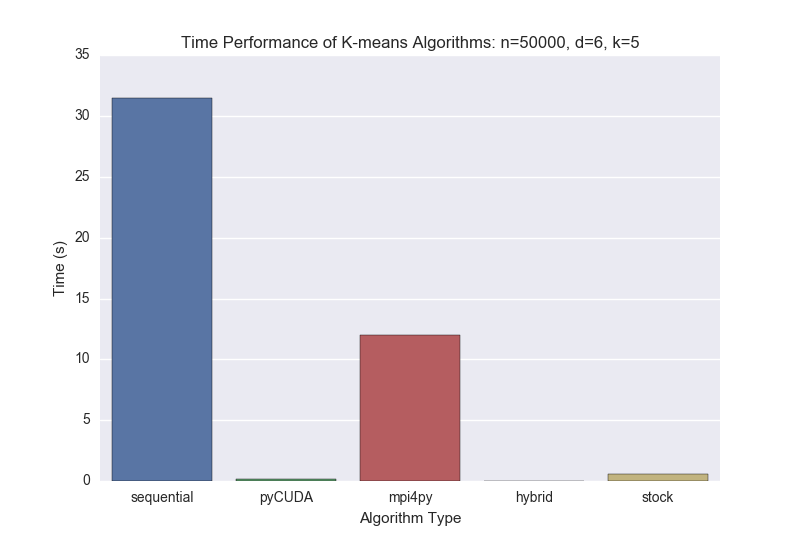 Time Performance of K-means Algorithms: n=50000, d=6, k=5
35
30
25
20
15
10
5
0
Time (s)
sequential pyCUDA mpi4py hybrid stock
Algorithm Type